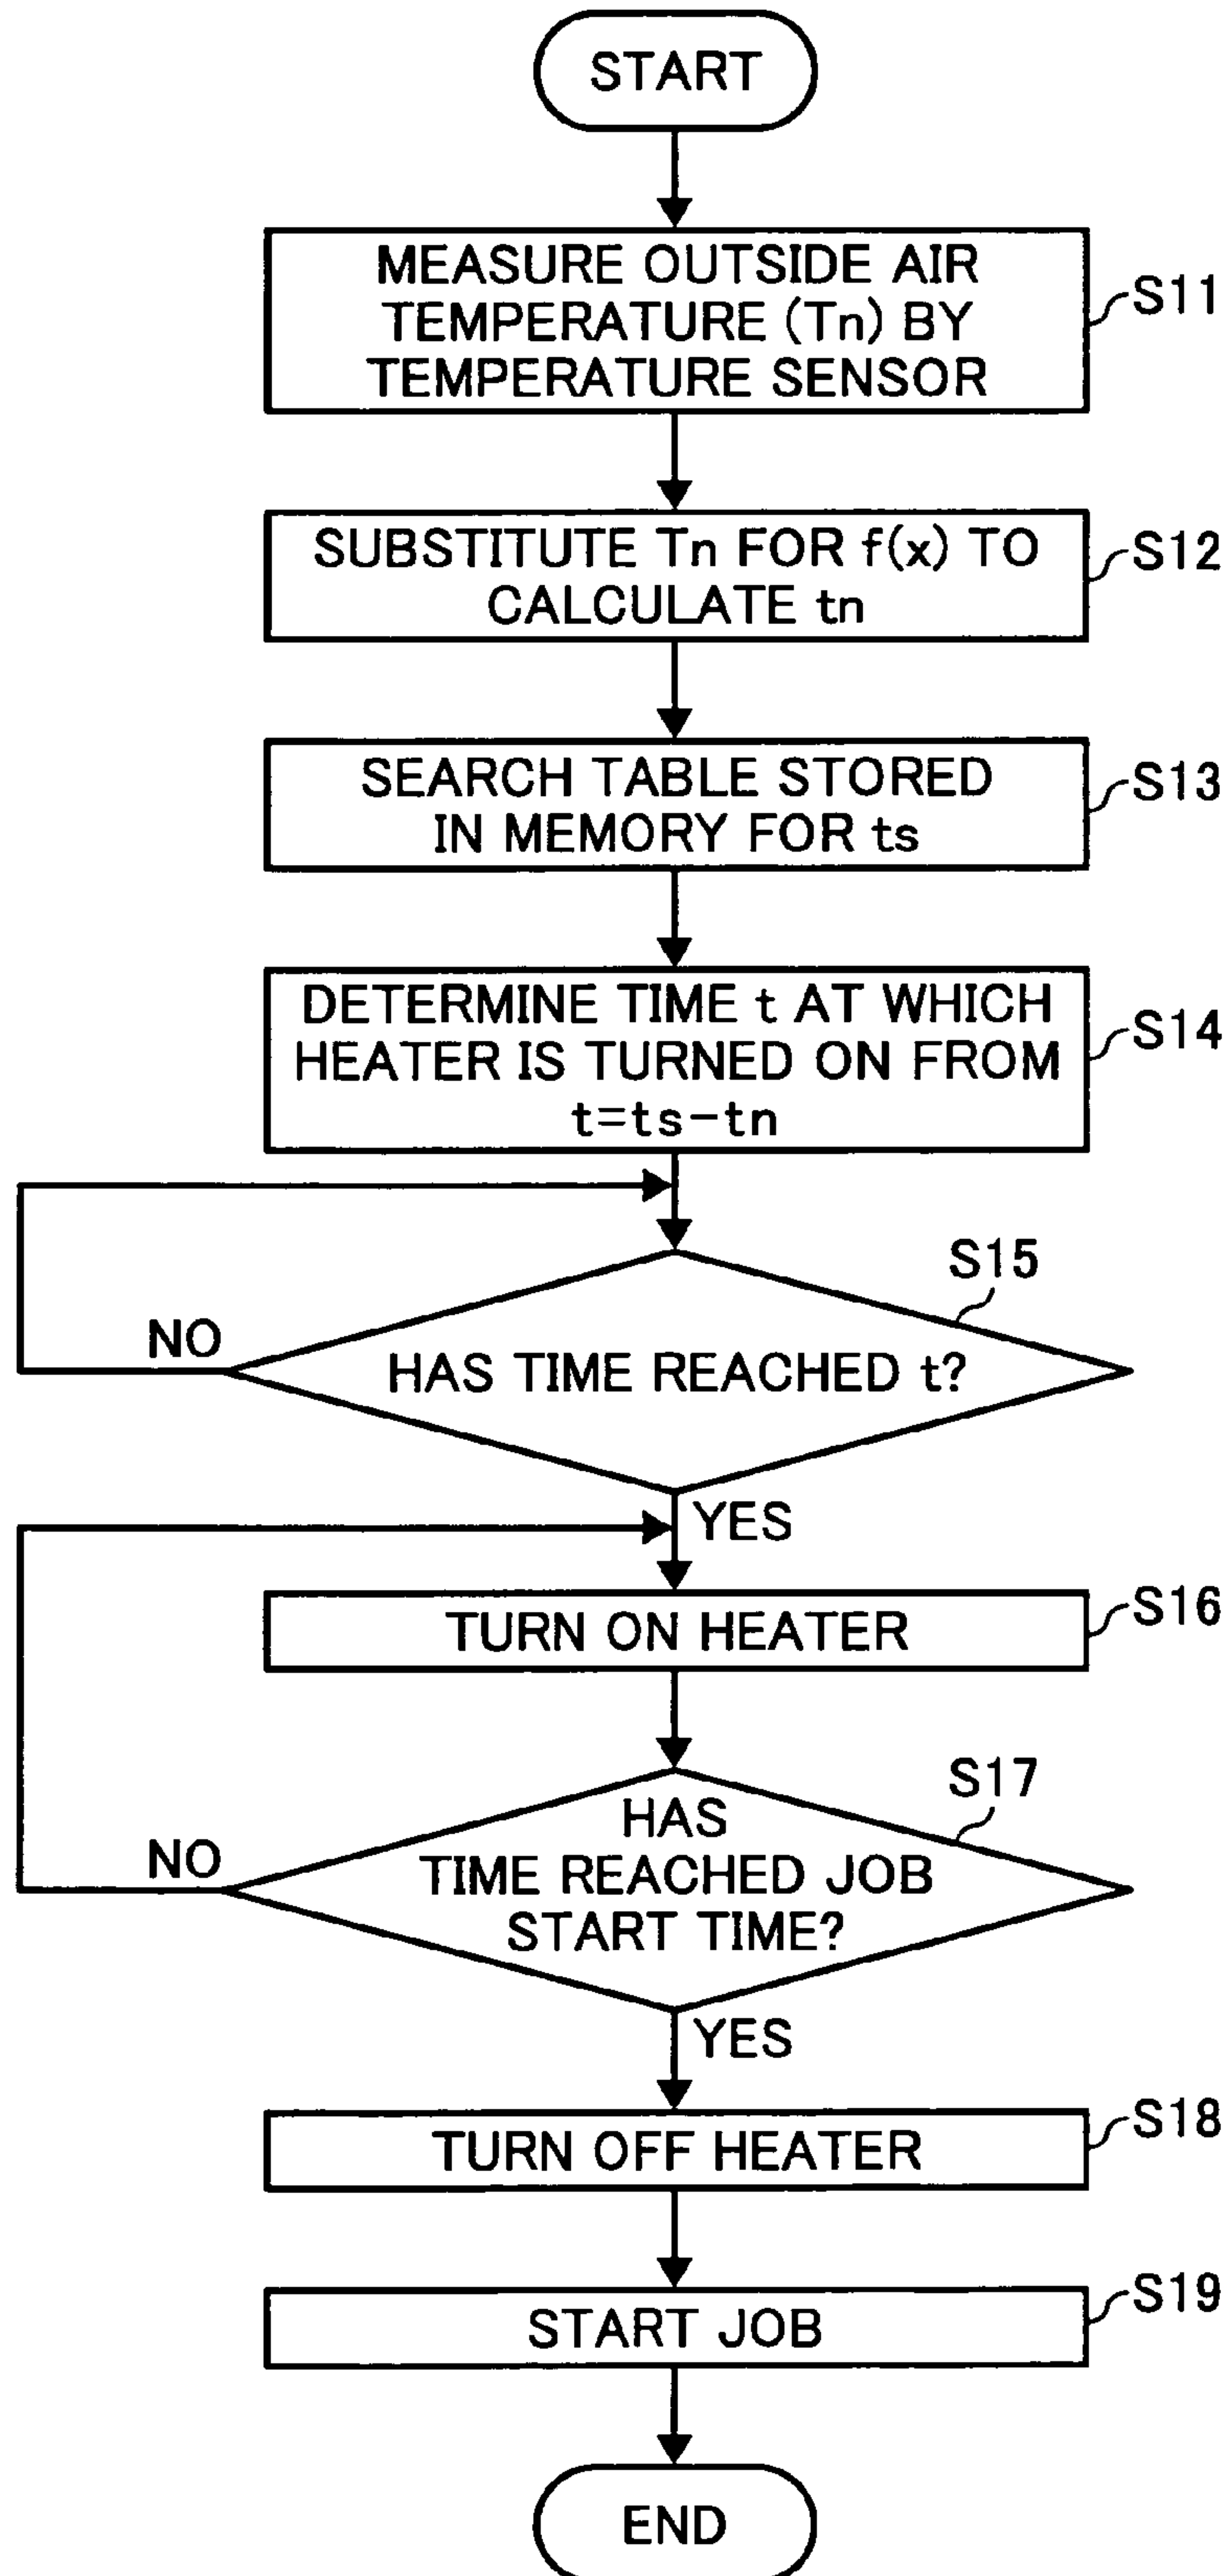 START
MEASURE OUTSIDE AIR
TEMPERATURE (Tn) BY
TEMPERATURE SENSOR
S11
SUBSTITUTE Tn FOR f(x) TO
CALCULATE tn
S12
SEARCH TABLE STORED
IN MEMORY FOR ts
S13
DETERMINE TIME t AT WHICH
HEATER IS TURNED ON FROM
t=ts-tn
S14
S15
HAS TIME REACHED t?
NO
YES
TURN ON HEATER
S16
S17
HAS
TIME REACHED JOB
START TIME?
NO
YES
TURN OFF HEATER
S18
START JOB
S19
END